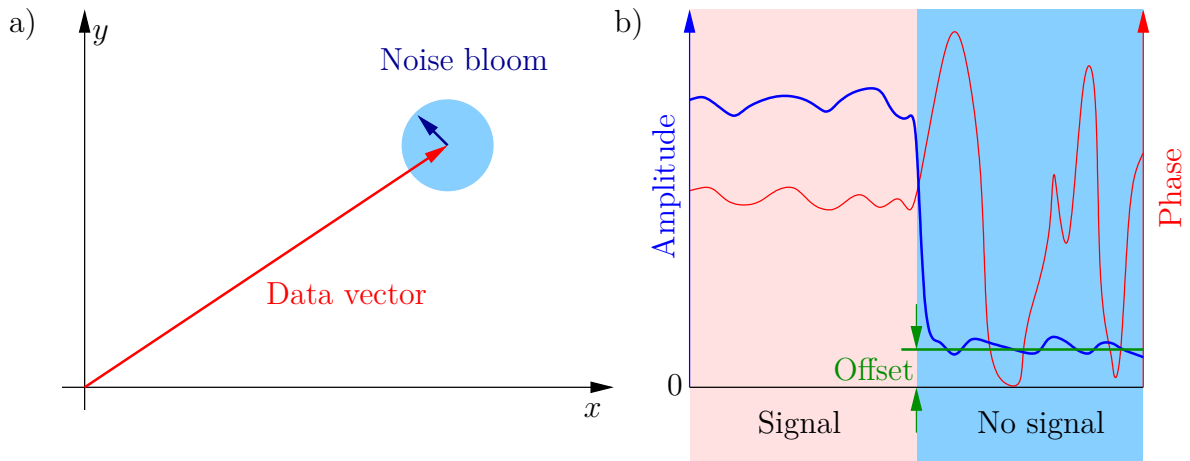 a)
y
Noise bloom
Data vector
x
b)
Amplitude
Phase
Offset
0
Signal
No signal